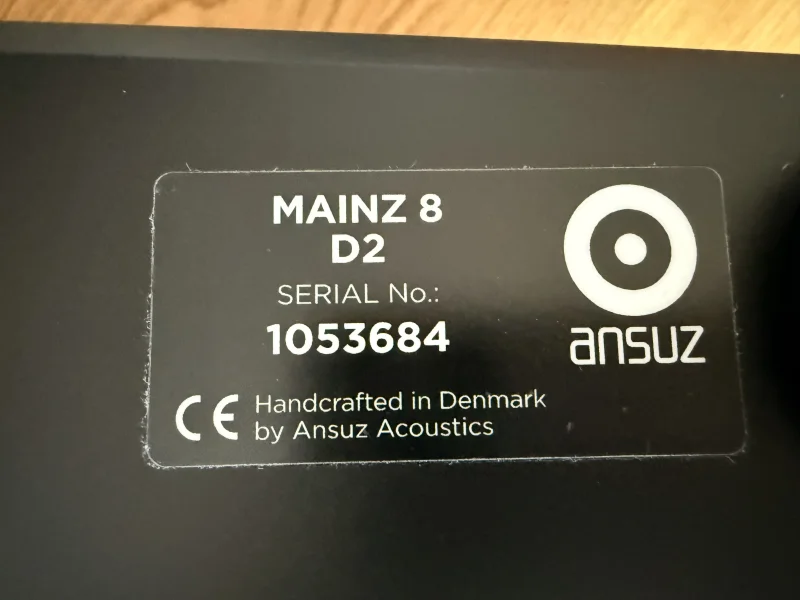 MAINZ 8
D2
SERIAL No.:
1053684
ansuz
CE Handcrafted in Denmark
by Ansuz Acoustics